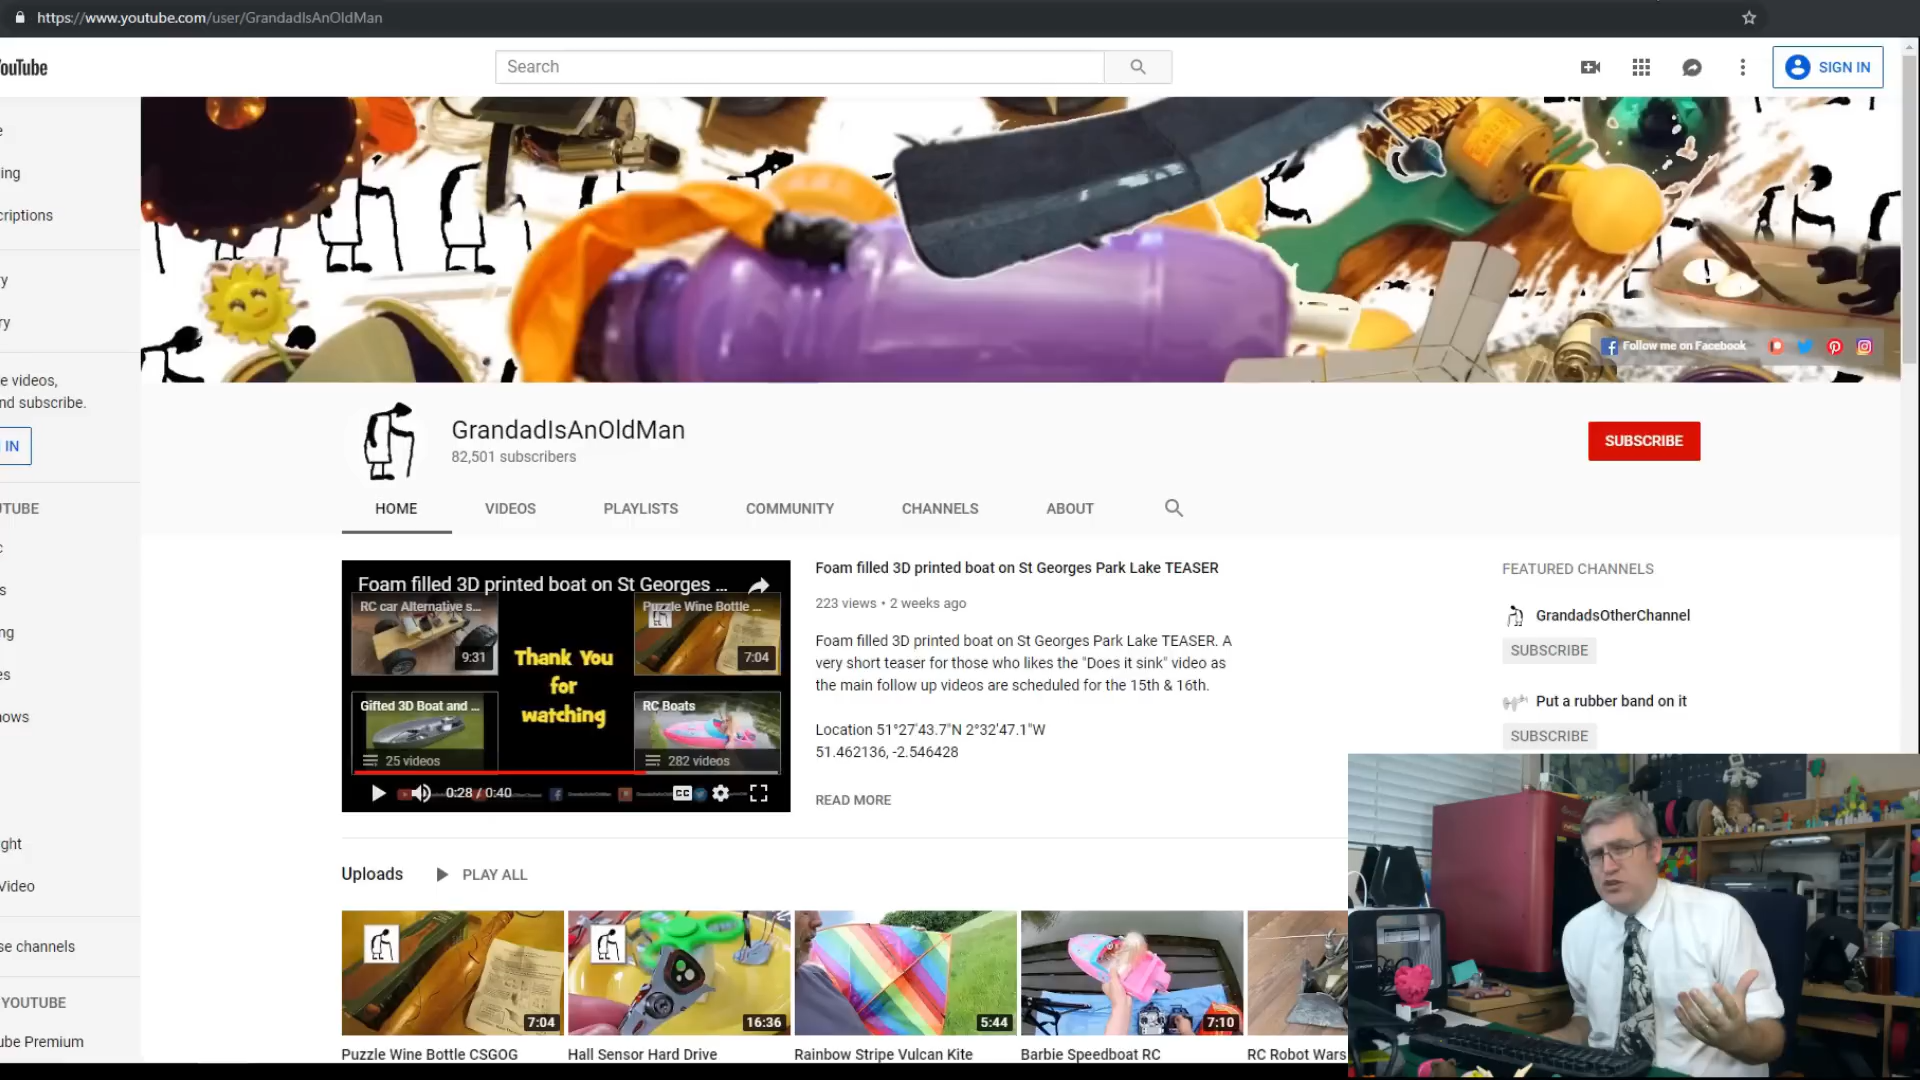 https://www.youtube.com/user/GrandadIsAnOldMan
ouTube
Search
SIGN IN
e
ing
criptions
y
ry
e videos,
nd subscribe.
IN
UTUBE
c
s
ng
es
hows
ght
Video
se channels
YOUTUBE
ube Premium
Follow me on Facebook
GrandadIsAnOldMan
82,501 subscribers
SUBSCRIBE
HOME
VIDEOS
PLAYLISTS
COMMUNITY
CHANNELS
ABOUT
Foam filled 3D printed boat on St Georges ...
RC car Alternative s...
9:31
Puzzle Wine Bottle ...
7:04
Thank You
for
watching
Gifted 3D Boat and ...
25 videos
RC Boats
282 videos
0:28 / 0:40
CC
Foam filled 3D printed boat on St Georges Park Lake TEASER
223 views • 2 weeks ago
Foam filled 3D printed boat on St Georges Park Lake TEASER. A
very short teaser for those who likes the "Does it sink" video as
the main follow up videos are scheduled for the 15th & 16th.
Location 51°27'43.7"N 2°32'47.1"W
51.462136, -2.546428
READ MORE
FEATURED CHANNELS
GrandadsOtherChannel
SUBSCRIBE
Put a rubber band on it
SUBSCRIBE
Uploads
PLAY ALL
7:04
16:36
5:44
7:10
Puzzle Wine Bottle CSGOG
Hall Sensor Hard Drive
Rainbow Stripe Vulcan Kite
Barbie Speedboat RC
RC Robot Wars